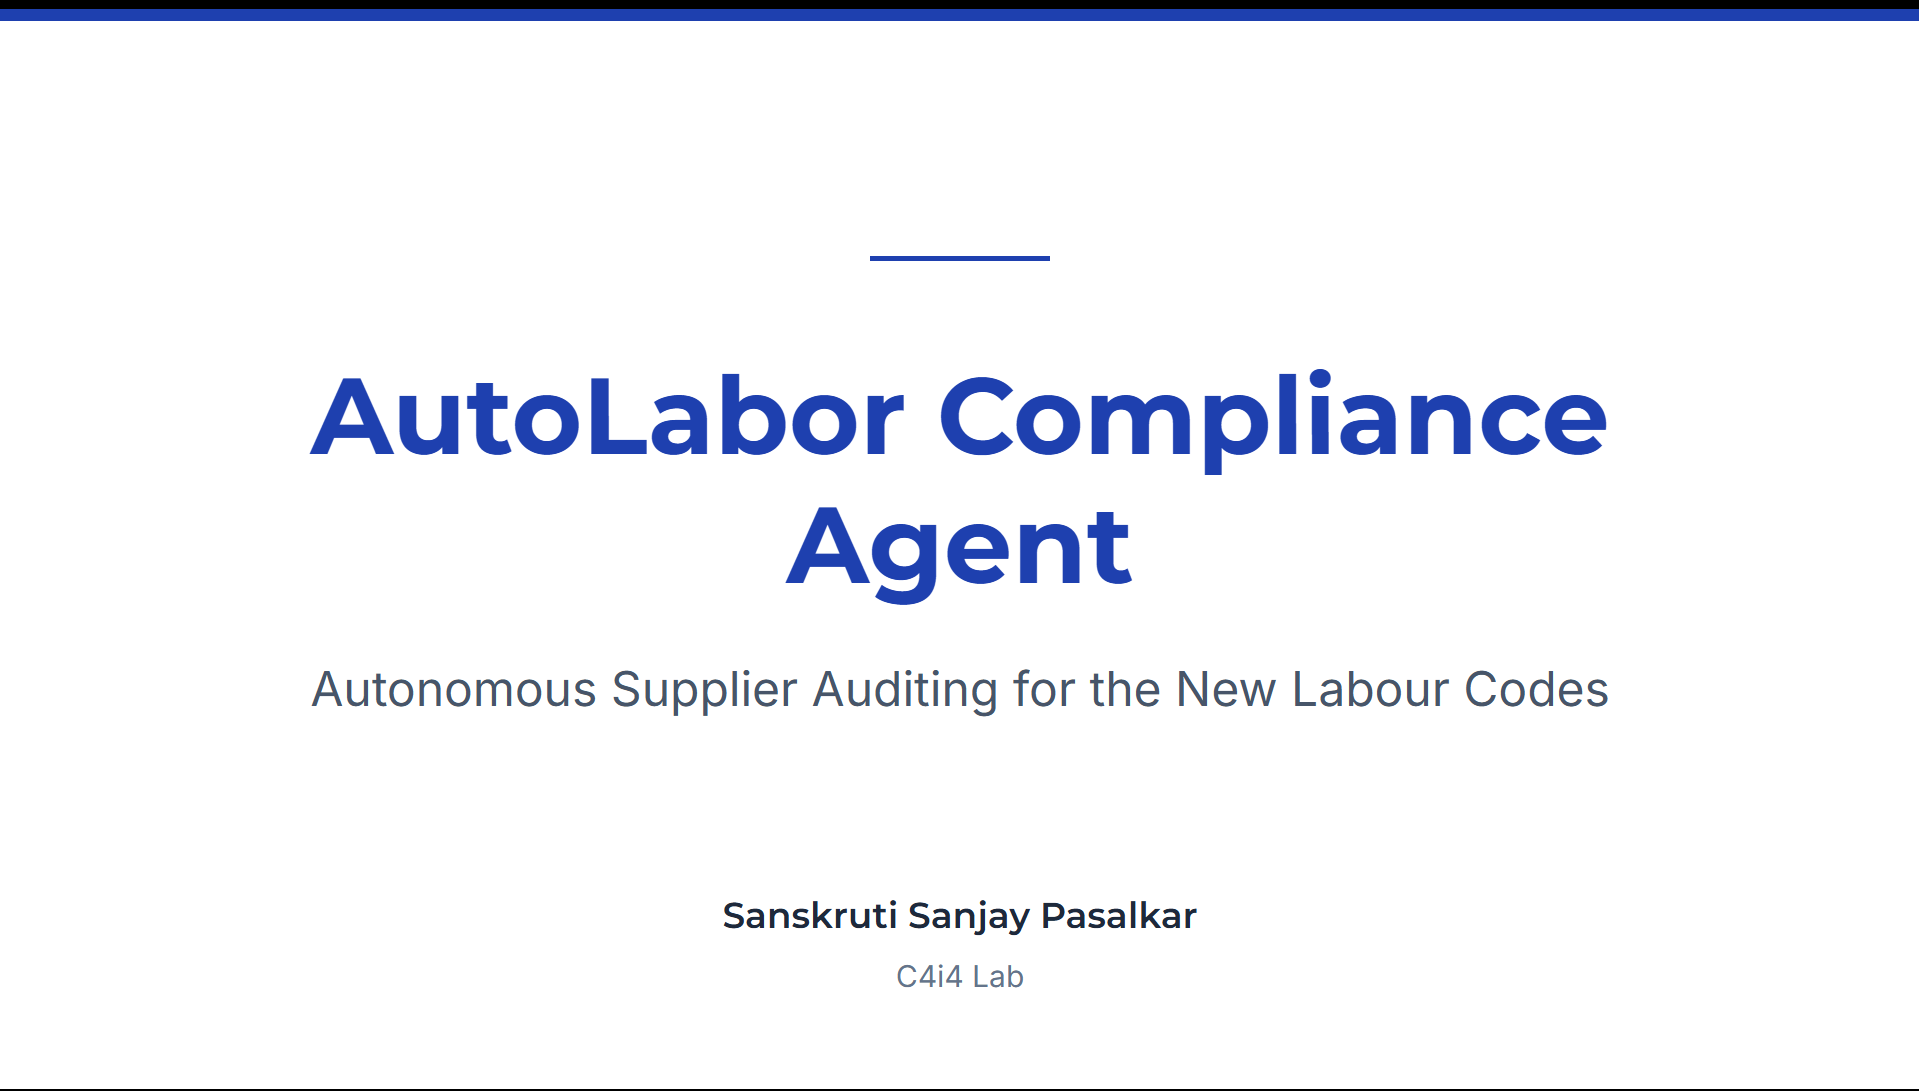 AutoLabor Compliance
Agent
Autonomous Supplier Auditing for the New Labour Codes
Sanskruti Sanjay Pasalkar
C4i4 Lab